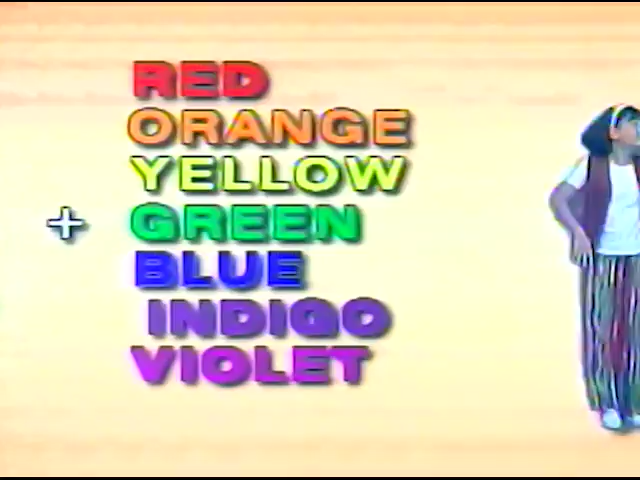 RED
ORANGE
YELLOW
+ GREEN
BLUE
INDIGO
VIOLET